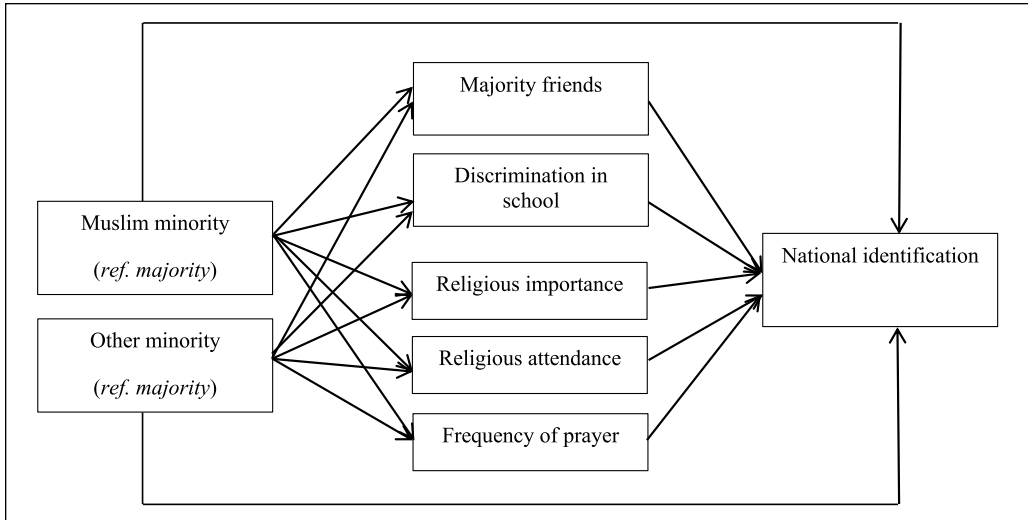 Majority friends
Discrimination in
school
Muslim minority
(ref. majority)
National identification
Religious importance
Other minority
(ref. majority)
Religious attendance
Frequency of prayer